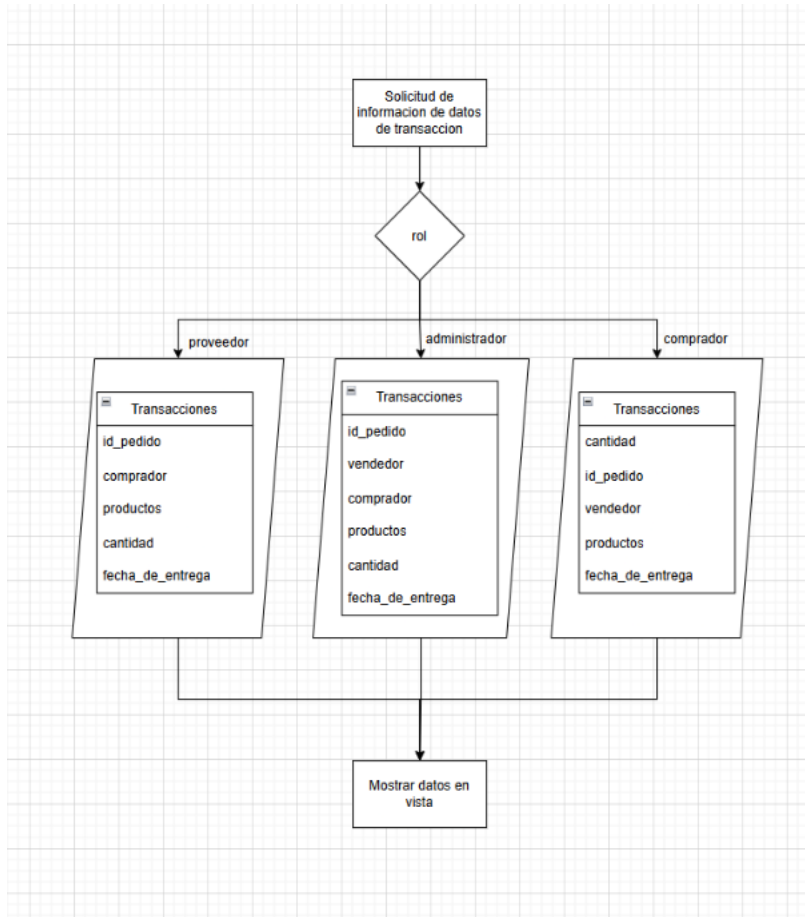 Solicitud de
informacion de datos
de transaccion
rol
proveedor
administrador
comprador
Transacciones
id_pedido
comprador
productos
cantidad
fecha_de_entrega
Transacciones
id_pedido
vendedor
comprador
productos
cantidad
fecha_de_entrega
Transacciones
cantidad
id_pedido
vendedor
productos
fecha_de_entrega
Mostrar datos en
vista